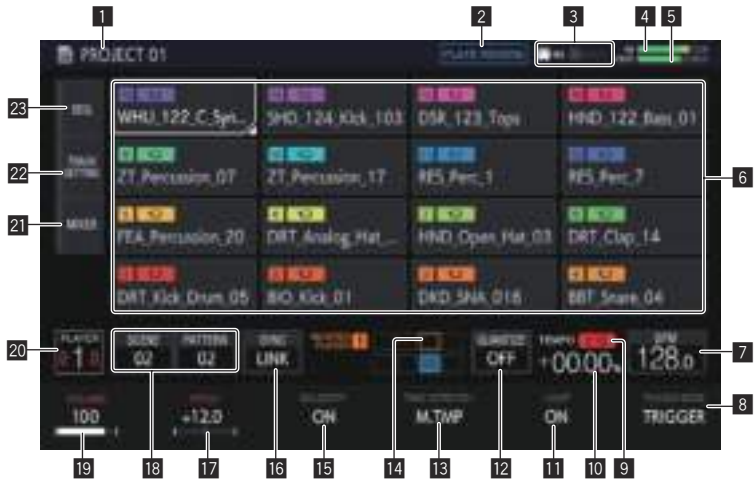 1 2 3 4 5
PROJECT 01
23
WHU_122_C_Syn... SHD_124_Kick_103 DSR_123_Tops HND_122_Bass_01
22
ZT_Percussion_07 ZT_Percussion_17 RES_Perc_1 RES_Perc_7
6
21 MIXER
FEA_Percussion_20 DRT_Analog_Hat_... HND_Open_Hat_03 DRT_Clap_14
DRT_Kick_Drum_05 BIO_Kick_01 DKD_SNA_016 BBT_Snare_04
20 PLAYER SCENE PATTERN SYNC QUANTIZE TEMPO BPM
1 02 02 LINK OFF +00.00% 128.0 7
100 +12.0 ON M.TMP ON TRIGGER 8
19 18 17 16 15 14 13 12 11 10 9